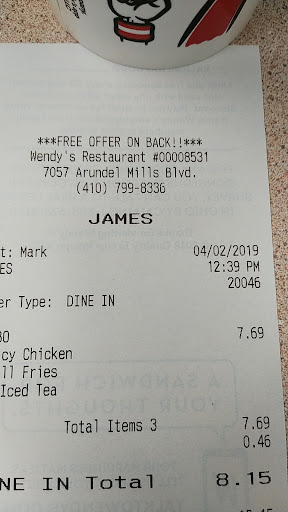 ***FREE OFFER ON BACK!!***
Wendy's Restaurant #00008531
7057 Arundel Mills Blvd.
(410) 799-8336
JAMES
t: Mark 04/02/2019
ES 12:39 PM
20046
er Type: DINE IN
BO 7.69
cy Chicken
ll Fries
Iced Tea
Total Items 3 7.69
0.46
NE IN Total 8.15